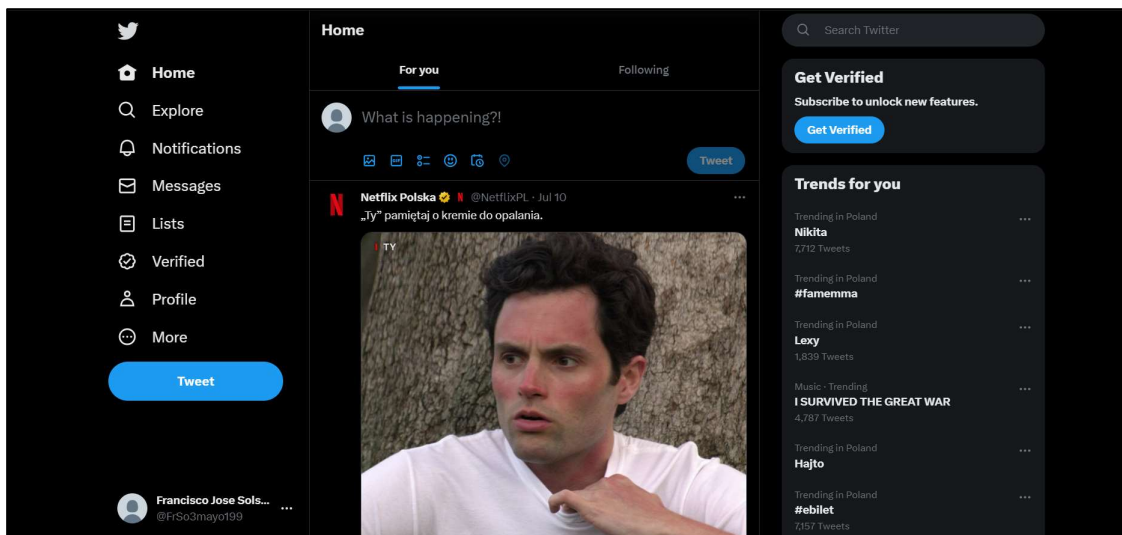 Home
Explore
Notifications
Messages
Lists
Verified
Profile
More
Tweet
Francisco Jose Sols...
@FrSo3mayo199
Home
For you
Following
What is happening?!
GIF
Tweet
Netflix Polska N @NetflixPL · Jul 10
„Ty” pamiętaj o kremie do opalania.
N TY
Search Twitter
Get Verified
Subscribe to unlock new features.
Get Verified
Trends for you
Trending in Poland
Nikita
7,712 Tweets
Trending in Poland
#famemma
Trending in Poland
Lexy
1,839 Tweets
Music · Trending
I SURVIVED THE GREAT WAR
4,787 Tweets
Trending in Poland
Hajto
Trending in Poland
#ebilet
7,157 Tweets